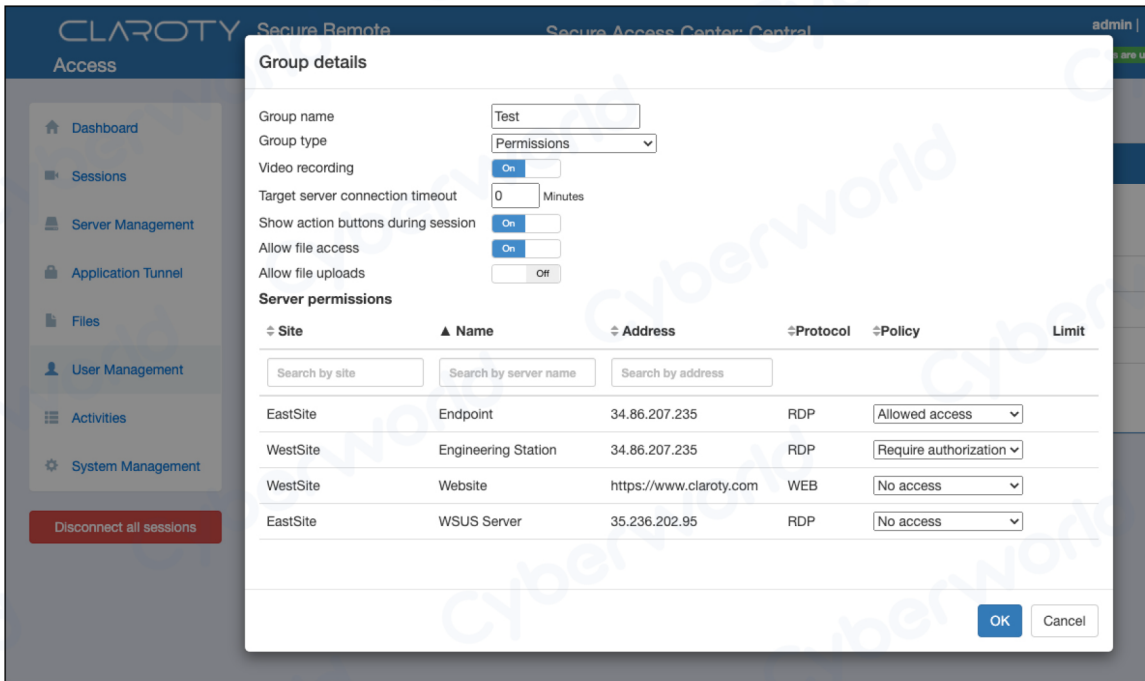 CLAROTY Secure Remote Access
Secure Access Center: Central
admin |
s are u
Dashboard
Sessions
Server Management
Application Tunnel
Files
User Management
Activities
System Management
Disconnect all sessions
Group details
Group name Test
Group type Permissions
Video recording On
Target server connection timeout 0 Minutes
Show action buttons during session On
Allow file access On
Allow file uploads Off
Server permissions
Site Name Address Protocol Policy Limit
Search by site Search by server name Search by address
EastSite Endpoint 34.86.207.235 RDP Allowed access
WestSite Engineering Station 34.86.207.235 RDP Require authorization
WestSite Website https://www.claroty.com WEB No access
EastSite WSUS Server 35.236.202.95 RDP No access
OK Cancel
Cyberworld